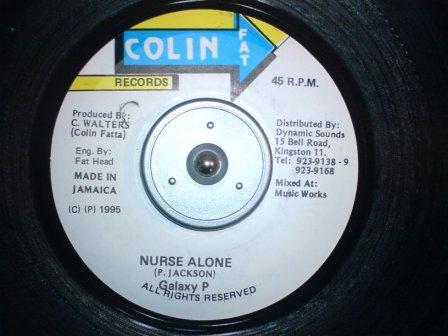 COLIN
FAT
RECORDS
45 R.P.M.
Produced By:
C. WALTERS
(Colin Fatta)
Eng. By:
Fat Head
MADE IN
JAMAICA
(C) (P) 1995
Distributed By:
Dynamic Sounds
15 Bell Road,
Kingston 11.
Tel: 923-9138 - 9
923-9168
Mixed At:
Music Works
NURSE ALONE
(P. JACKSON)
Galaxy P
ALL RIGHTS RESERVED